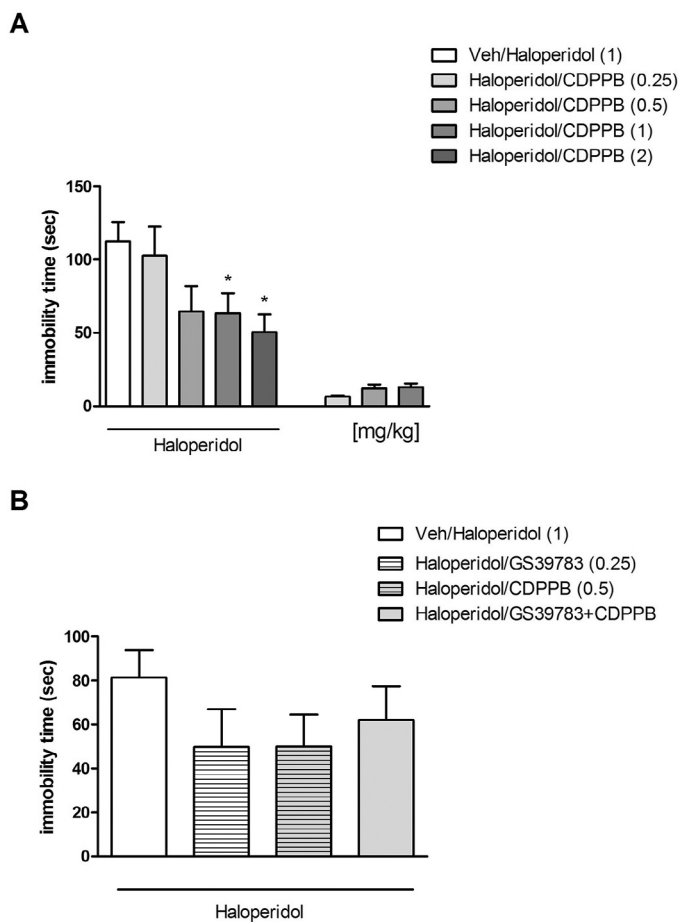 A
Veh/Haloperidol (1)
Haloperidol/CDPPB (0.25)
Haloperidol/CDPPB (0.5)
Haloperidol/CDPPB (1)
Haloperidol/CDPPB (2)
immobility time (sec)
150
100
50
0
*
*
Haloperidol
[mg/kg]
B
Veh/Haloperidol (1)
Haloperidol/GS39783 (0.25)
Haloperidol/CDPPB (0.5)
Haloperidol/GS39783+CDPPB
immobility time (sec)
100
80
60
40
20
0
Haloperidol